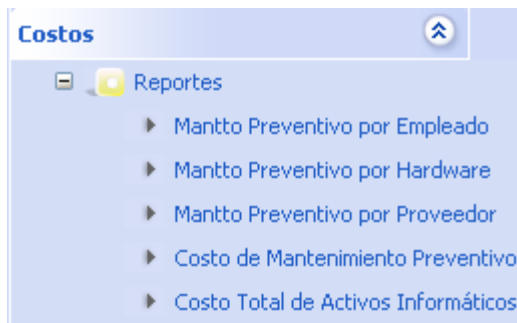 Costos
Reportes
Mantto Preventivo por Empleado
Mantto Preventivo por Hardware
Mantto Preventivo por Proveedor
Costo de Mantenimiento Preventivo
Costo Total de Activos Informáticos